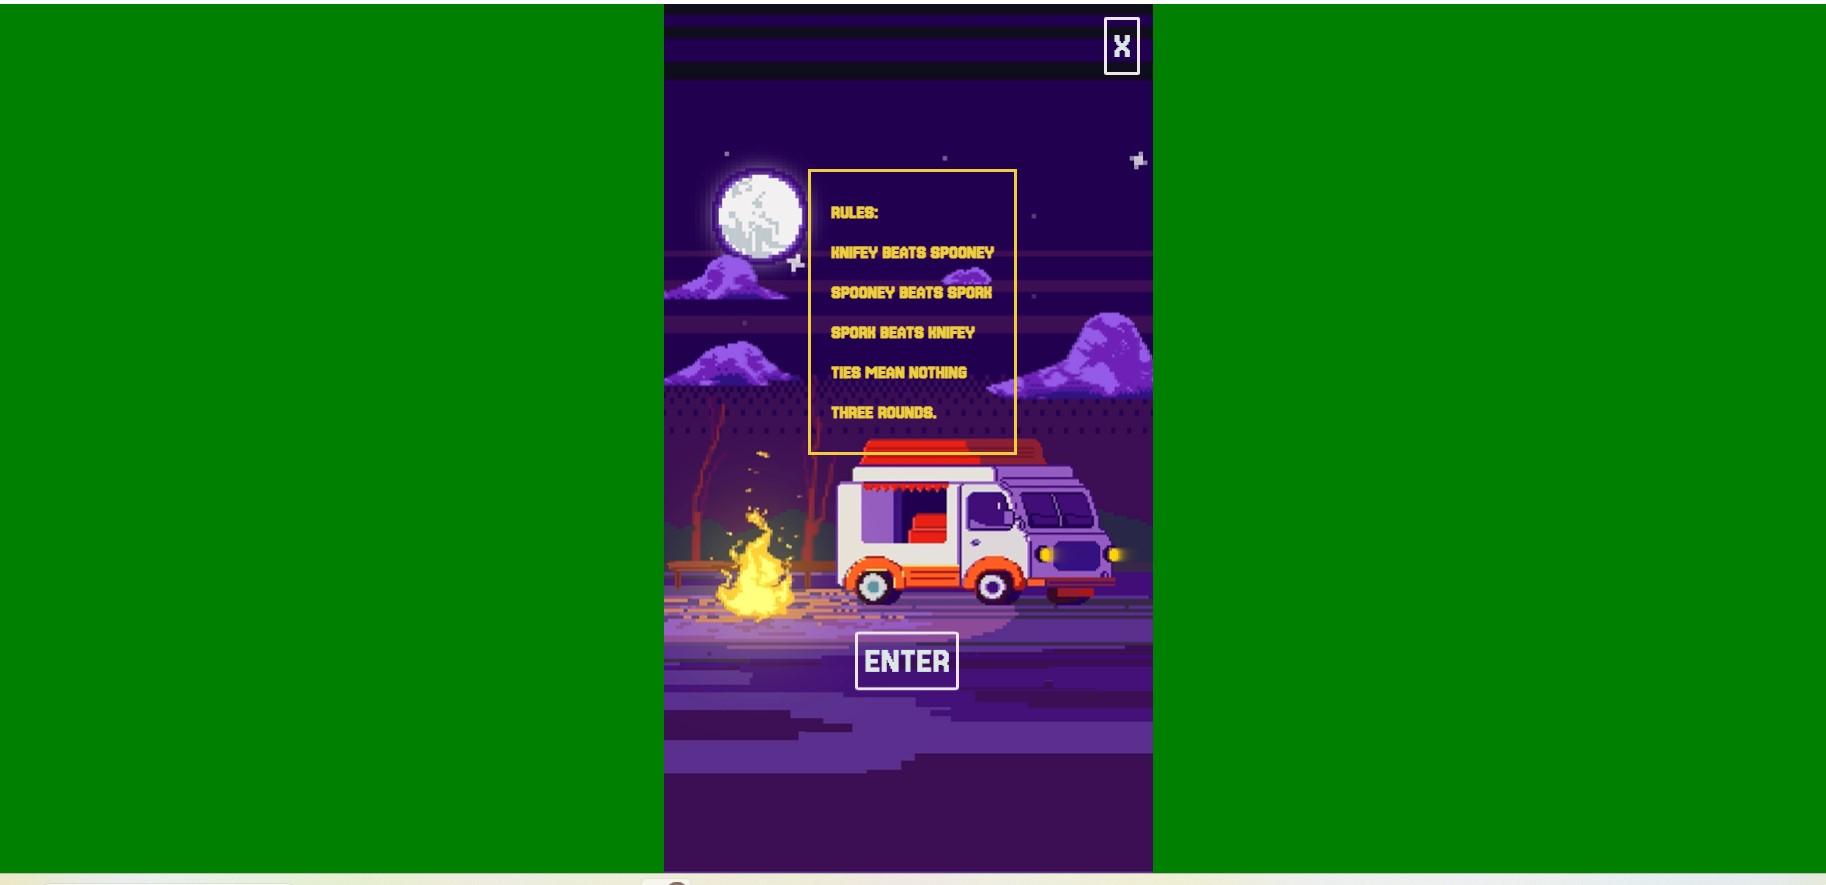 X
RULES:
KNIFEY BEATS SPOONEY
SPOONEY BEATS SPORK
SPORK BEATS KNIFEY
TIES MEAN NOTHING
THREE ROUNDS.
ENTER